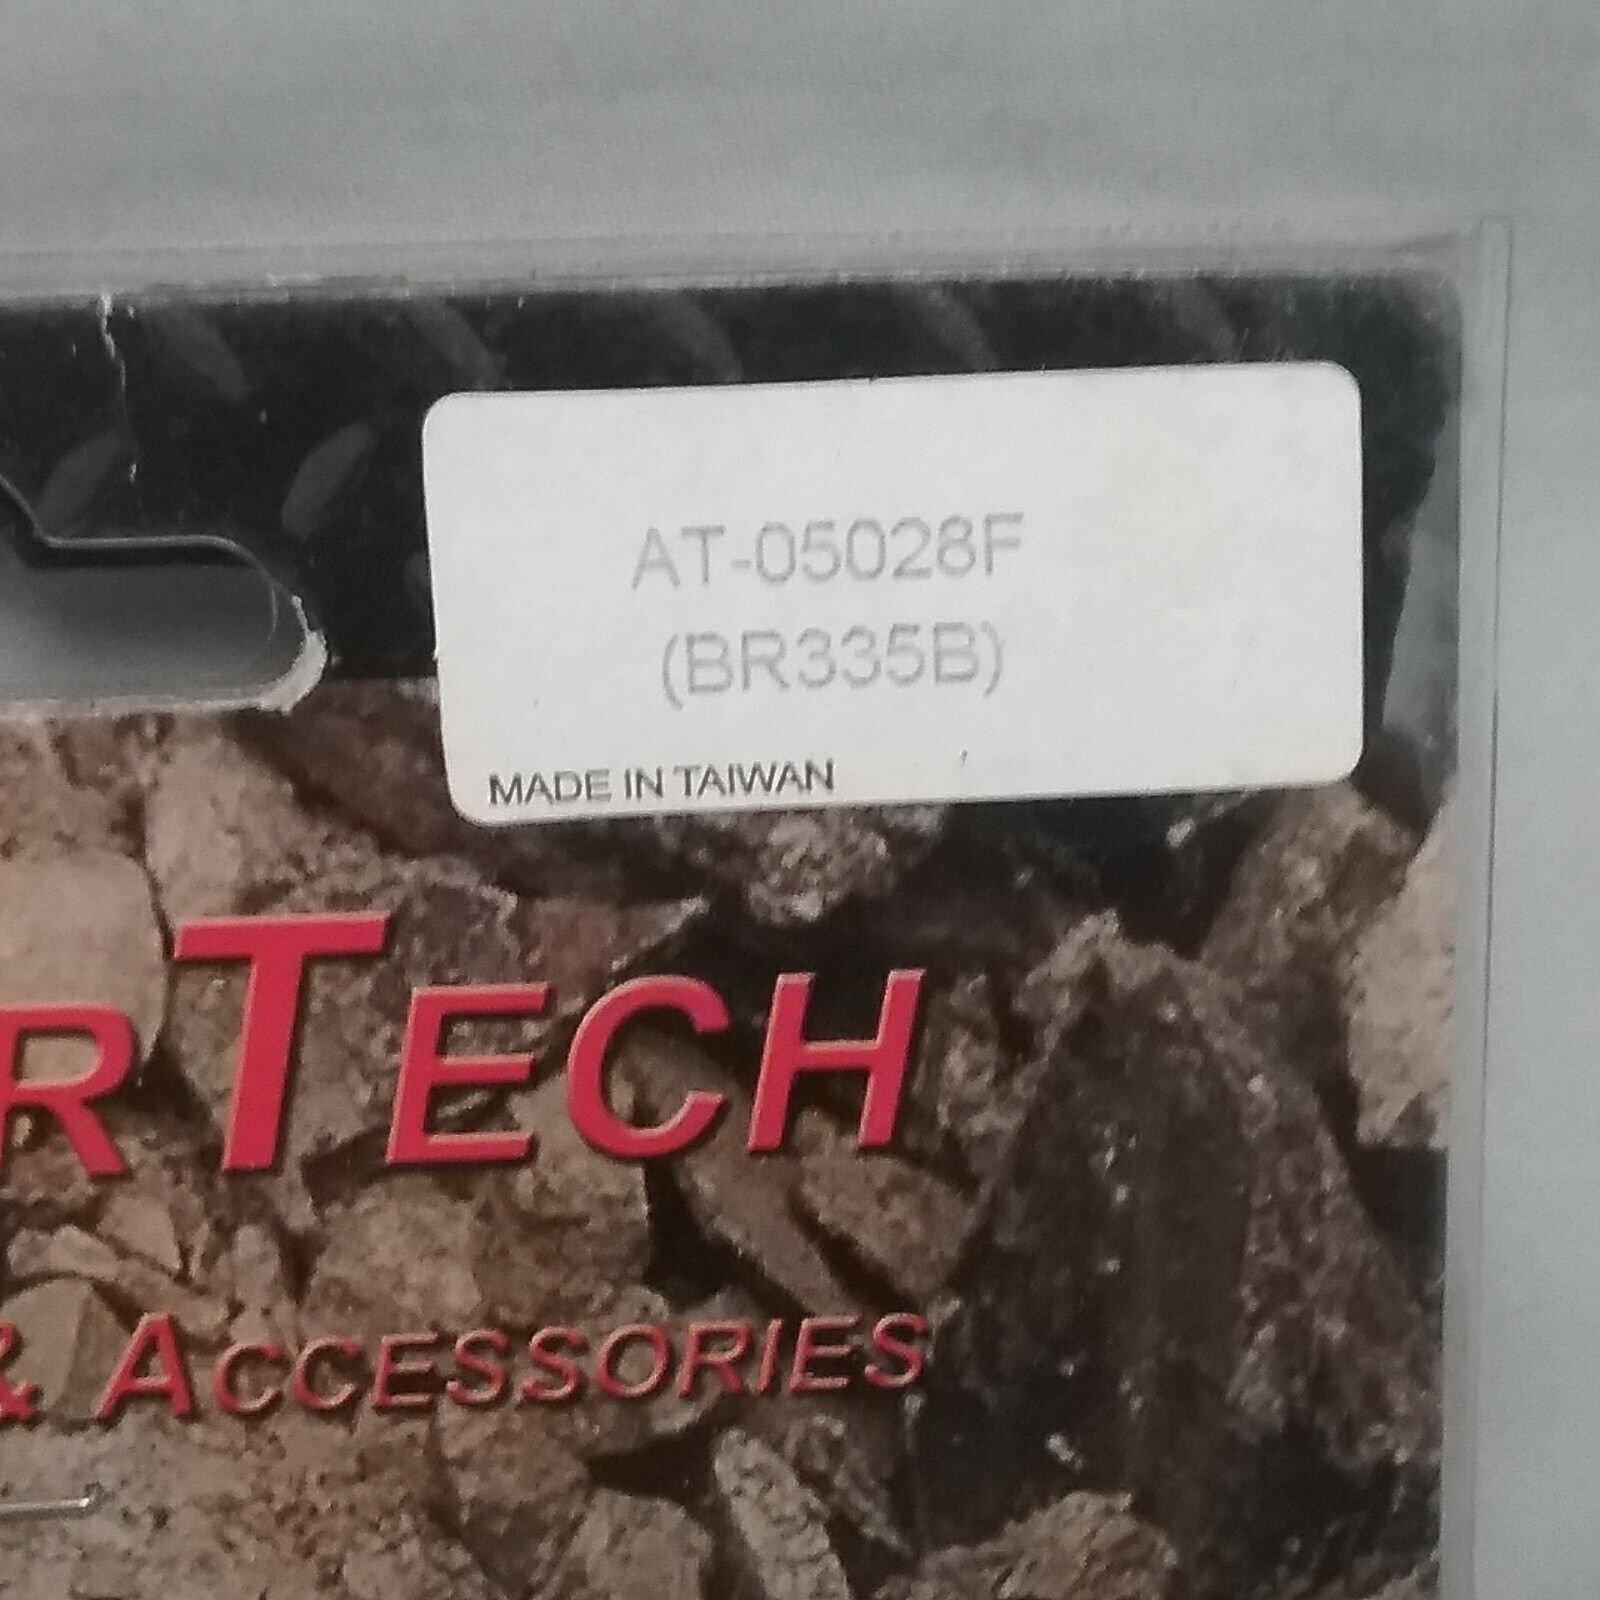 AT-05028F
(BR335B)
MADE IN TAIWAN
RTECH
& ACCESSORIES